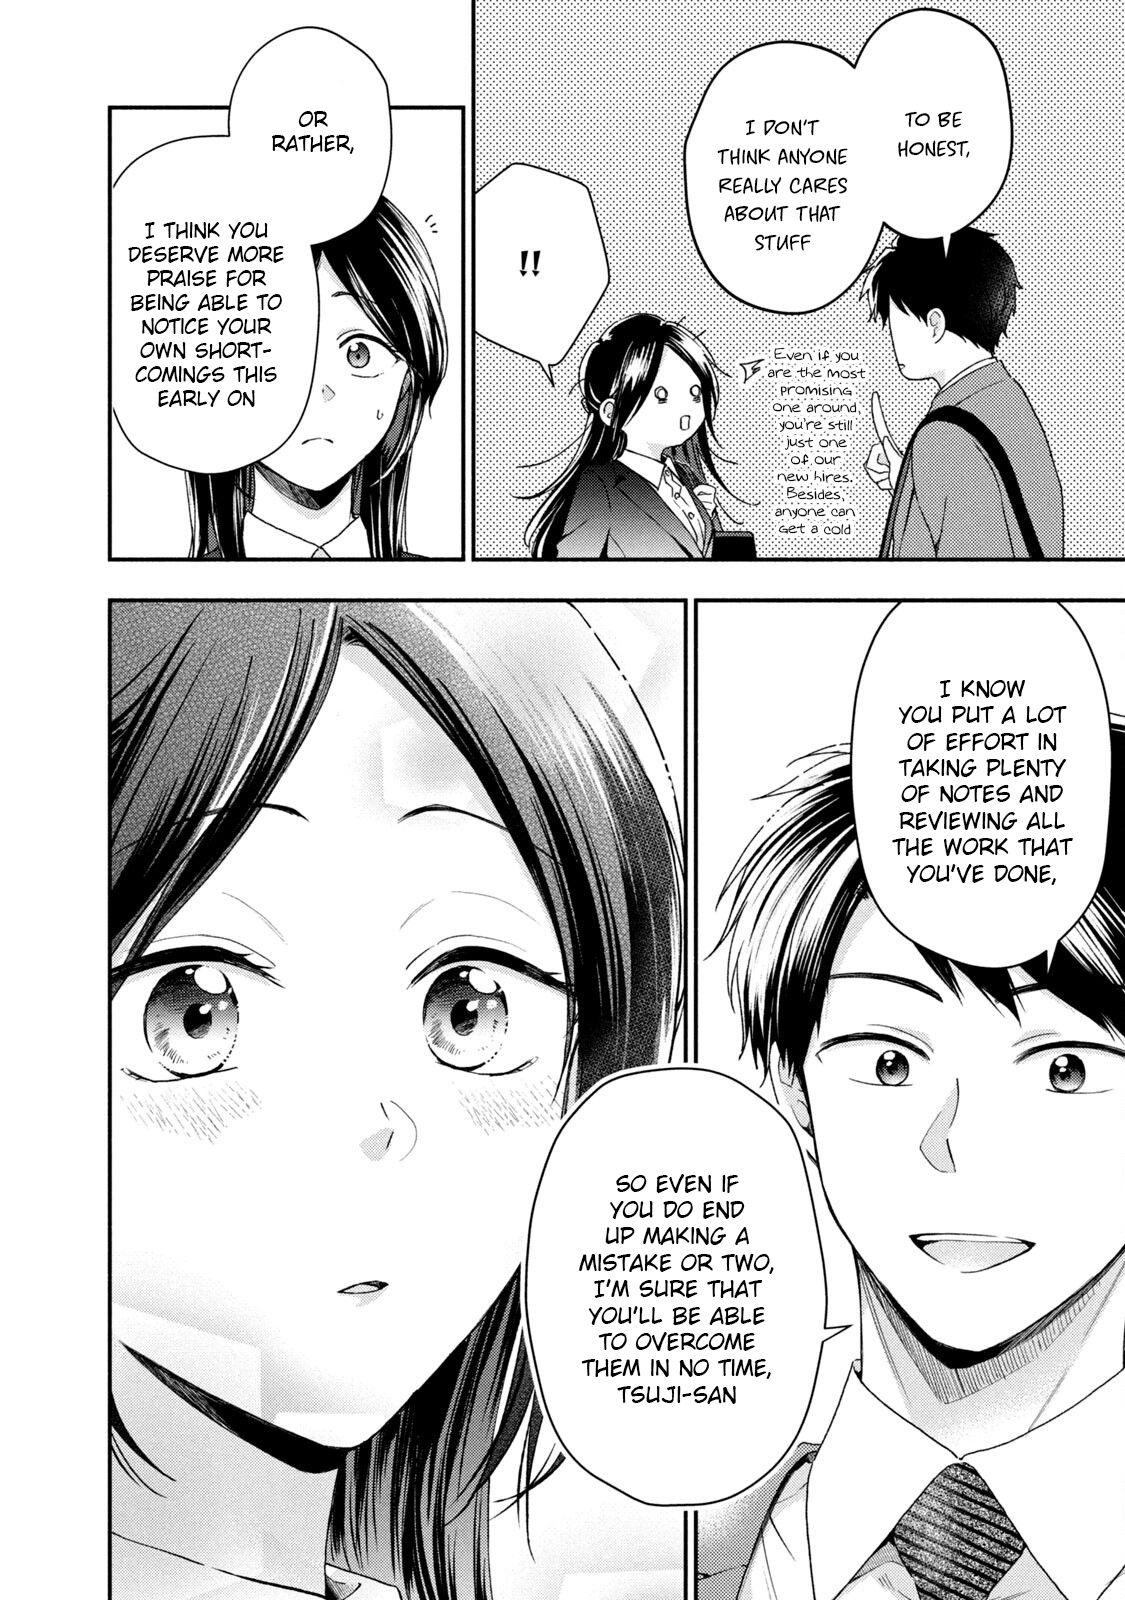 TO BE
HONEST,
I DON'T
THINK ANYONE
REALLY CARES
ABOUT THAT
STUFF
Even if you
are the most
promising
one around,
you're still
just one
of our
new hires.
Besides,
anyone can
get a cold
!!
OR
RATHER,
I THINK YOU
DESERVE MORE
PRAISE FOR
BEING ABLE TO
NOTICE YOUR
OWN SHORT-
COMINGS THIS
EARLY ON
I KNOW
YOU PUT A LOT
OF EFFORT IN
TAKING PLENTY
OF NOTES AND
REVIEWING ALL
THE WORK THAT
YOU'VE DONE,
SO EVEN IF
YOU DO END
UP MAKING A
MISTAKE OR TWO,
I'M SURE THAT
YOU'LL BE ABLE
TO OVERCOME
THEM IN NO TIME,
TSUJI-SAN